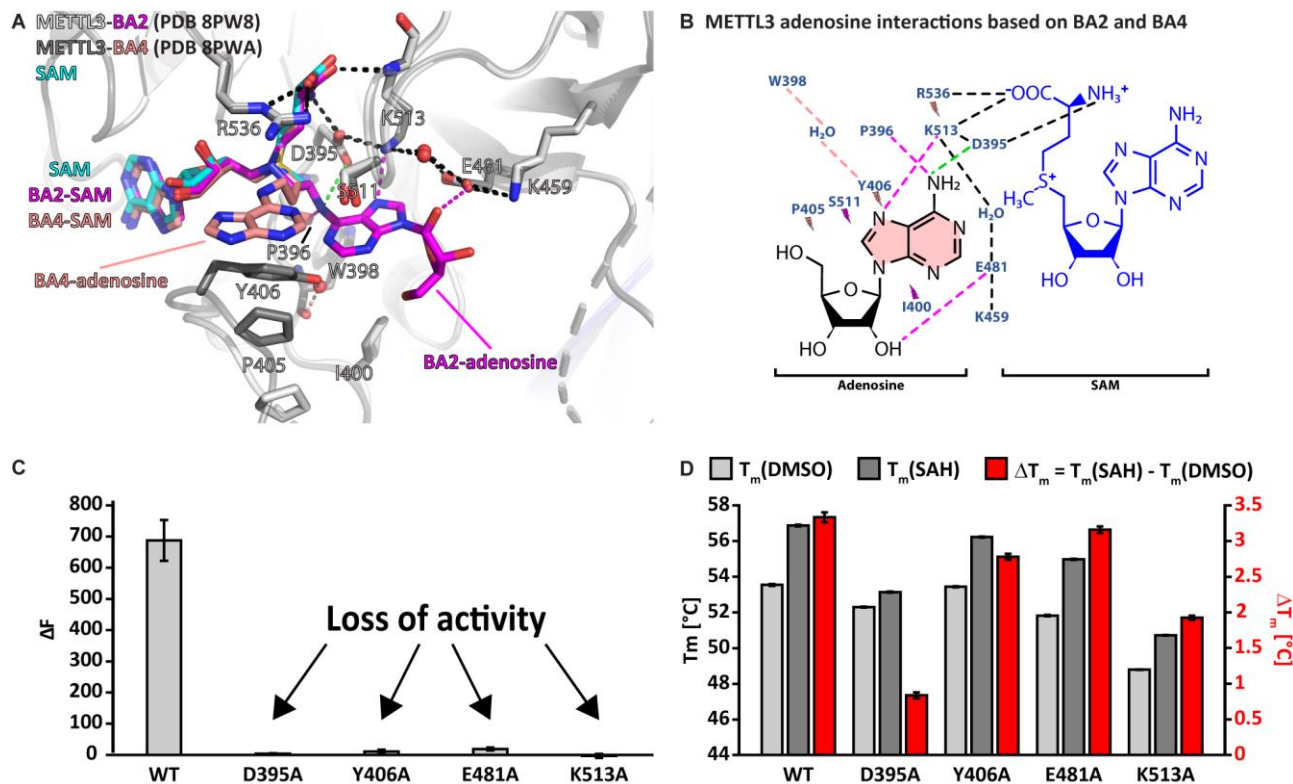 A
METTL3-BA2 (PDB 8PW8)
METTL3-BA4 (PDB 8PWA)
SAM
R536
K513
D395
E481
SAM
S511
K459
BA2-SAM
BA4-SAM
P396
W398
BA4-adenosine
Y406
P405
I400
BA2-adenosine
B METTL3 adenosine interactions based on BA2 and BA4
W398
R536
⁻OOC
NH₃⁺
NH₂
H₂O
P396
K513
D395
N
N
N
N
S⁺
H₃C
O
OH OH
Y406
NH₂
H₂O
P405
S511
N
N
N
N
HO
E481
I400
O
K459
HO
OH
Adenosine
SAM
C
800
700
600
500
400
300
200
100
0
ΔF
Loss of activity
WT D395A Y406A E481A K513A
D
Tₘ(DMSO) Tₘ(SAH) ΔTₘ = Tₘ(SAH) - Tₘ(DMSO)
58
56
54
52
50
48
46
44
Tm [°C]
3.5
3
2.5
2
1.5
1
0.5
0
ΔTₘ [°C]
WT D395A Y406A E481A K513A